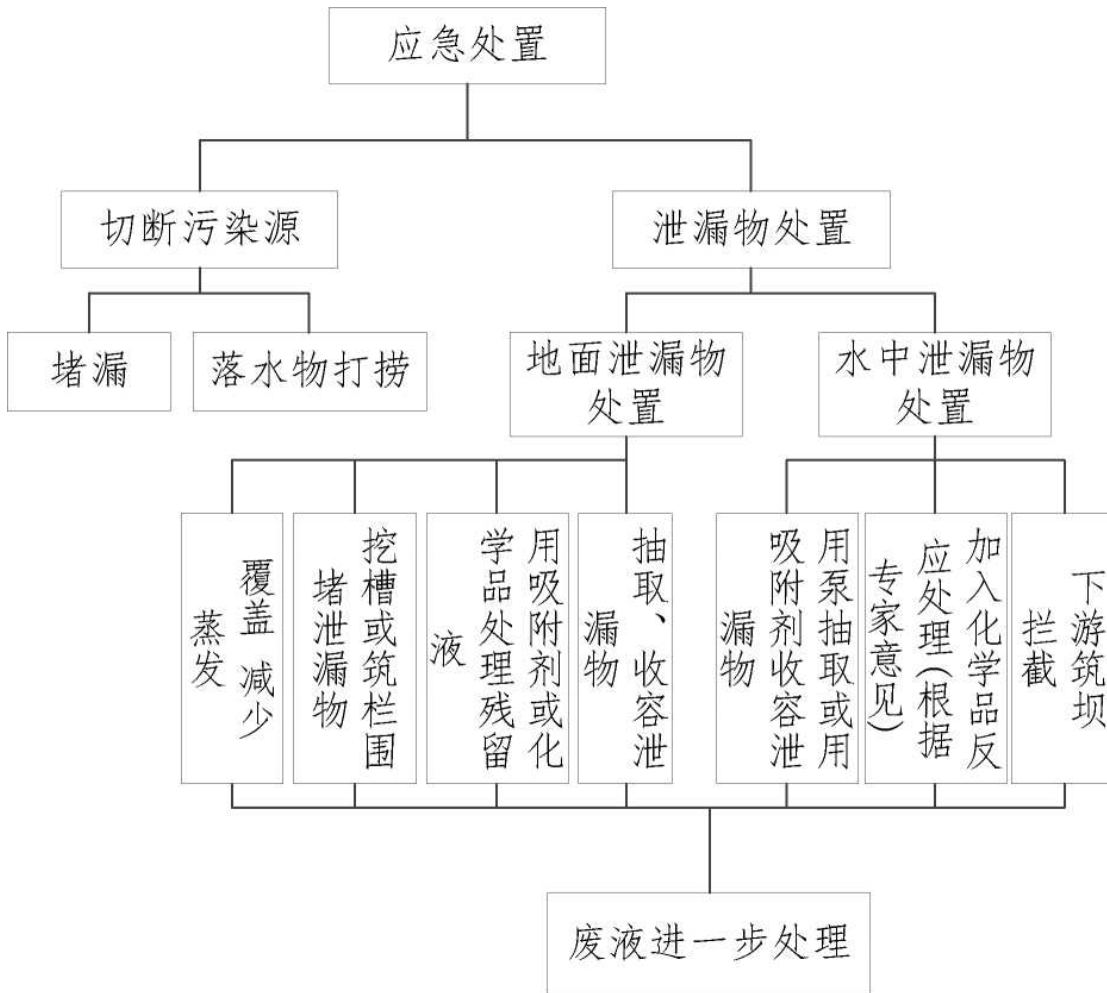 应急处置
切断污染源
泄漏物处置
堵漏
落水物打捞
地面泄漏物
处置
水中泄漏物
处置
覆盖 减少
蒸发
挖槽或筑栏围
堵泄漏物
用吸附剂或化
学品处理残留
液
抽取、收容泄
漏物
用泵抽取或用
吸附剂收容泄
漏物
加入化学品反
应处理(根据
专家意见)
下游筑坝
拦截
废液进一步处理